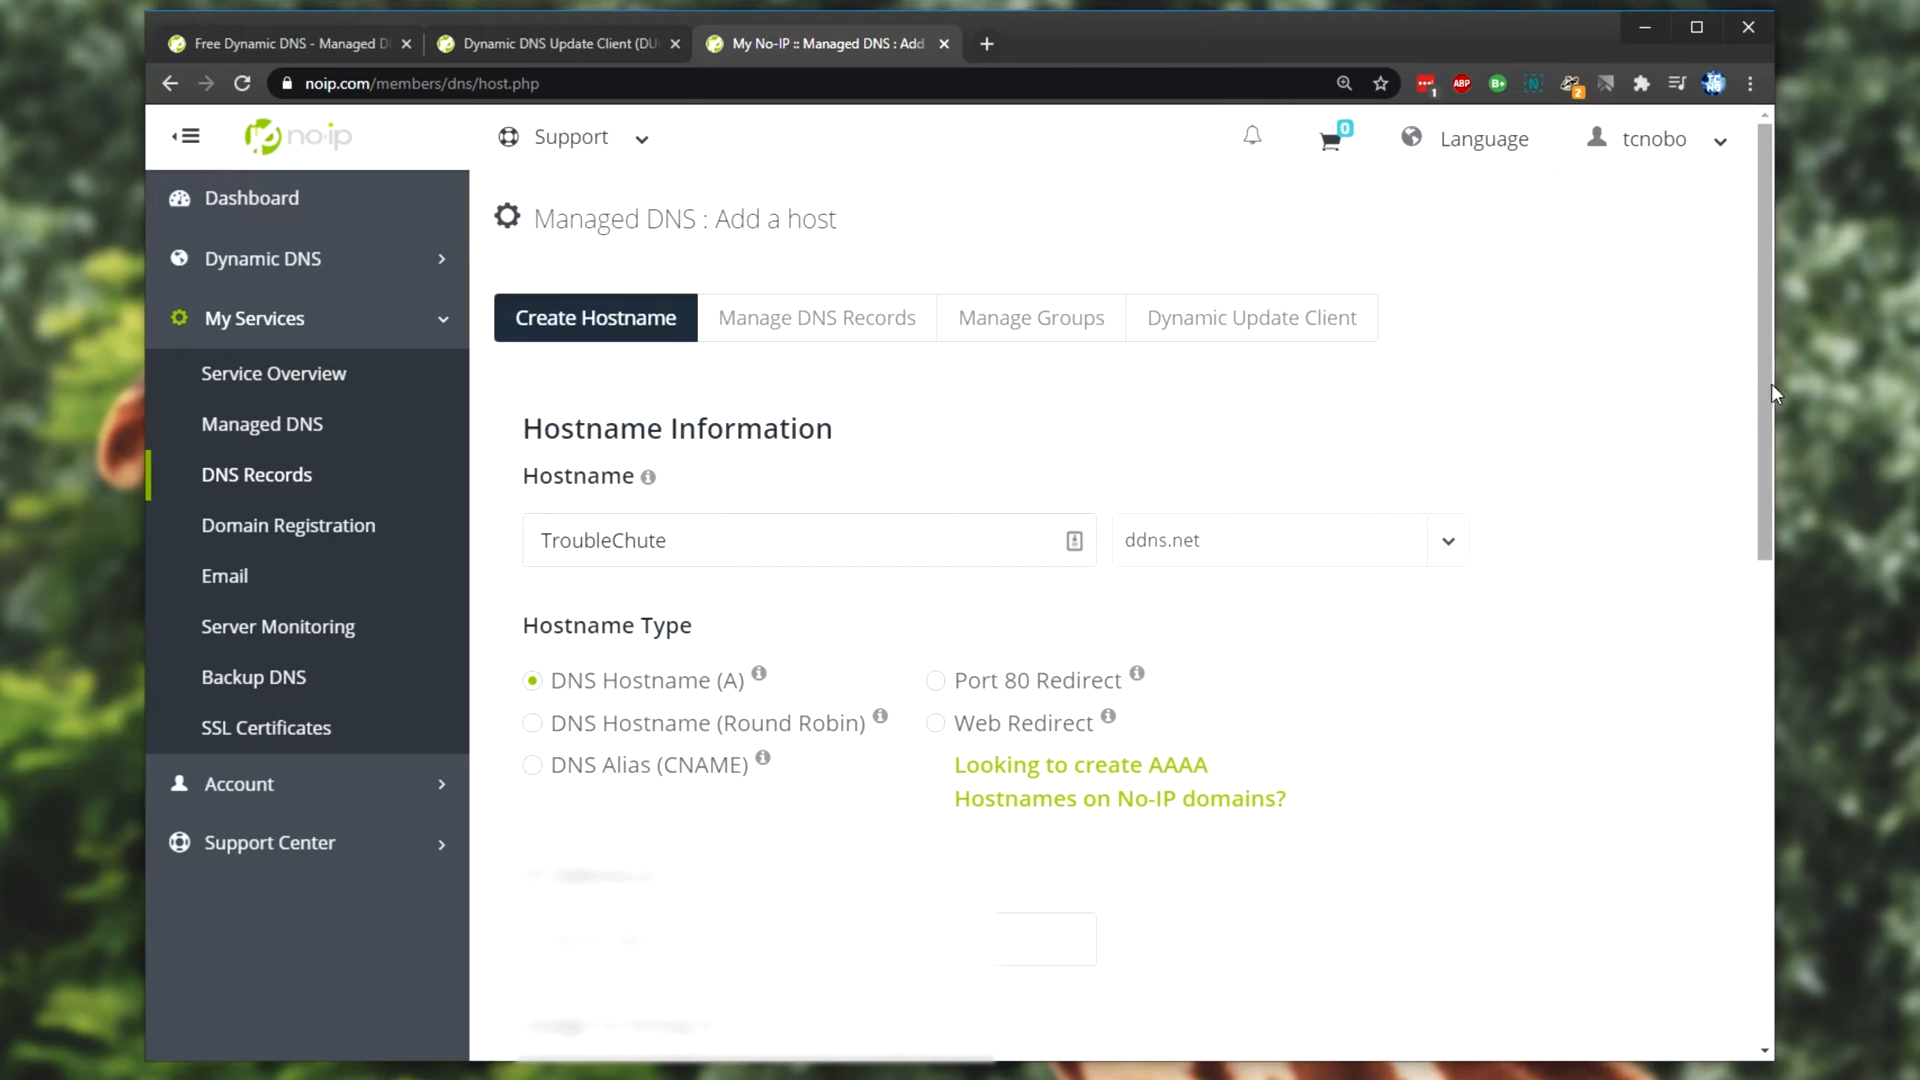 Free Dynamic DNS - Managed D
Dynamic DNS Update Client (DU
My No-IP :: Managed DNS : Add
noip.com/members/dns/host.php
1
ABP
B+
N
2
no-ip
Support
0
Language
tcnobo
Dashboard
Dynamic DNS
My Services
Service Overview
Managed DNS
DNS Records
Domain Registration
Email
Server Monitoring
Backup DNS
SSL Certificates
Account
Support Center
Managed DNS : Add a host
Create Hostname
Manage DNS Records
Manage Groups
Dynamic Update Client
Hostname Information
Hostname
TroubleChute
ddns.net
Hostname Type
DNS Hostname (A)
Port 80 Redirect
DNS Hostname (Round Robin)
Web Redirect
DNS Alias (CNAME)
Looking to create AAAA
Hostnames on No-IP domains?